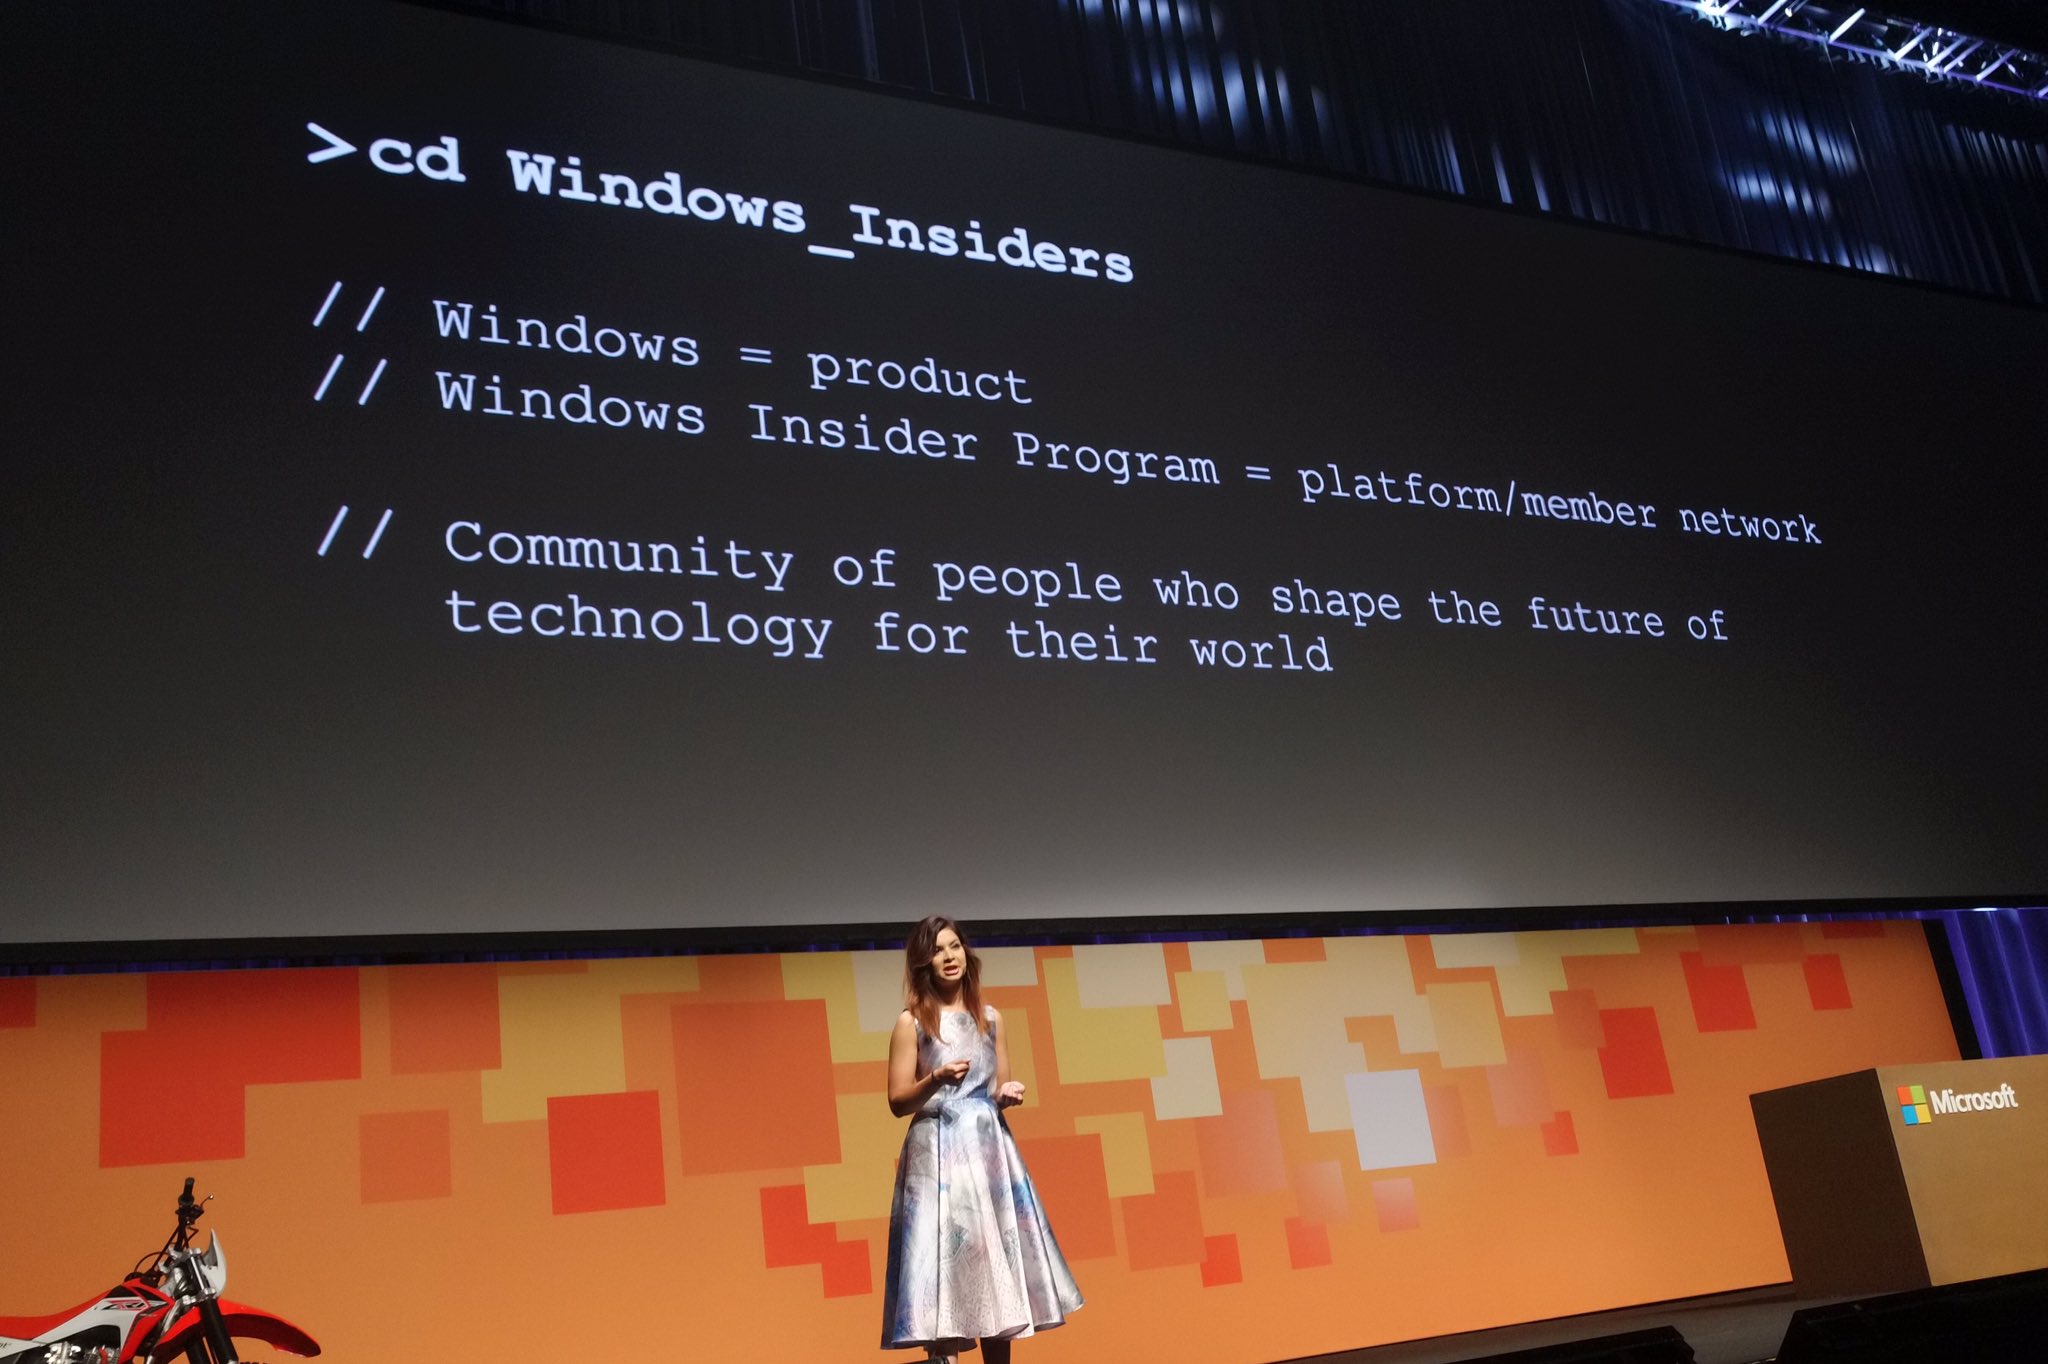 >cd Windows_Insiders
// Windows = product
// Windows Insider Program = platform/member network
// Community of people who shape the future of
technology for their world
Microsoft